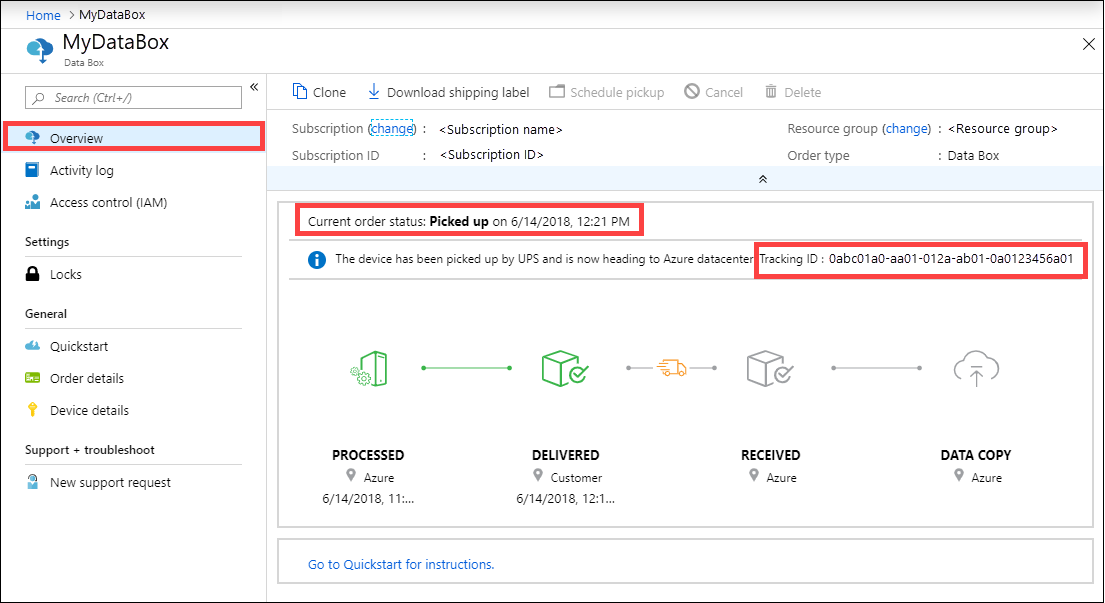 Home > MyDataBox
MyDataBox
Data Box
Search (Ctrl+/)
Overview
Activity log
Access control (IAM)
Settings
Locks
General
Quickstart
Order details
Device details
Support + troubleshoot
New support request
Clone Download shipping label Schedule pickup Cancel Delete
Subscription (change) : <Subscription name> Resource group (change) : <Resource group>
Subscription ID : <Subscription ID> Order type : Data Box
Current order status: Picked up on 6/14/2018, 12:21 PM
The device has been picked up by UPS and is now heading to Azure datacenter Tracking ID : 0abc01a0-aa01-012a-ab01-0a0123456a01
PROCESSED DELIVERED RECEIVED DATA COPY
Azure Customer Azure Azure
6/14/2018, 11:... 6/14/2018, 12:1...
Go to Quickstart for instructions.